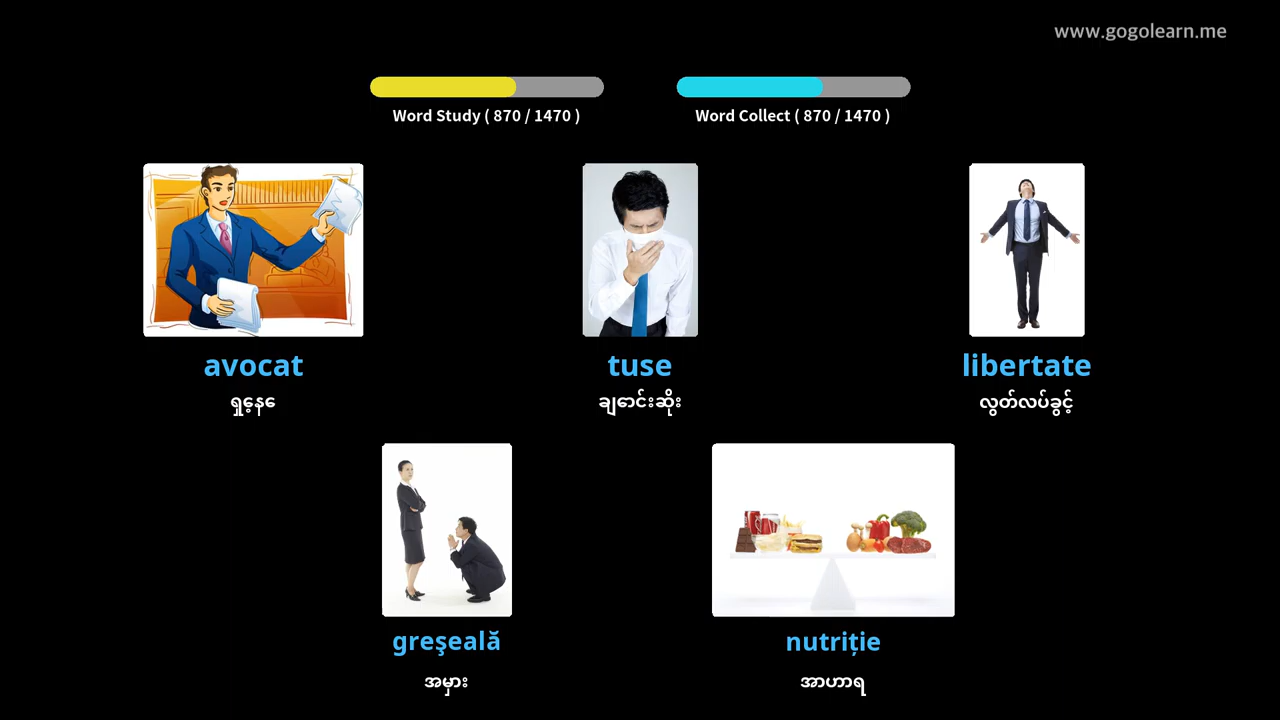 www.gogolearn.me
Word Study ( 870 / 1470 )
Word Collect ( 870 / 1470 )
avocat
ရှေ့နေ
tuse
ချောင်းဆိုး
libertate
လွတ်လပ်ခွင့်
greşeală
အမှား
nutriție
အာဟာရ